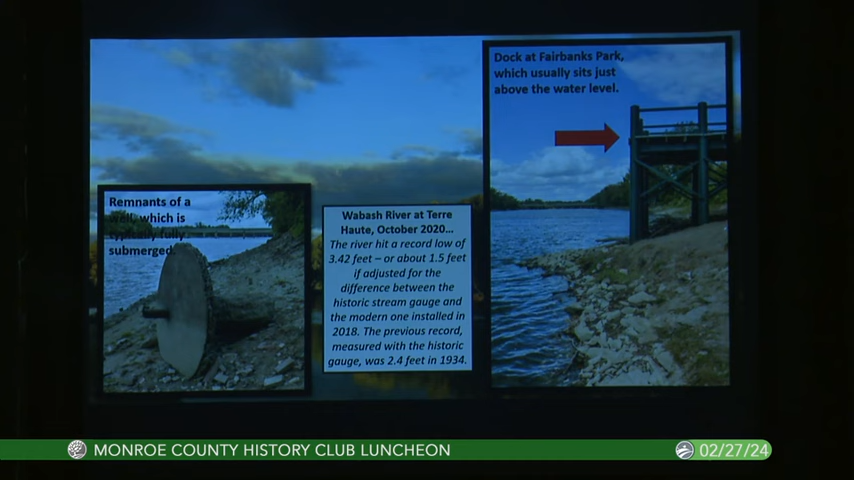 Dock at Fairbanks Park,
which usually sits just
above the water level.
Remnants of a
well, which is
typically fully
submerged.
Wabash River at Terre
Haute, October 2020...
The river hit a record low of
3.42 feet – or about 1.5 feet
if adjusted for the
difference between the
historic stream gauge and
the modern one installed in
2018. The previous record,
measured with the historic
gauge, was 2.4 feet in 1934.
MONROE COUNTY HISTORY CLUB LUNCHEON
02/27/24